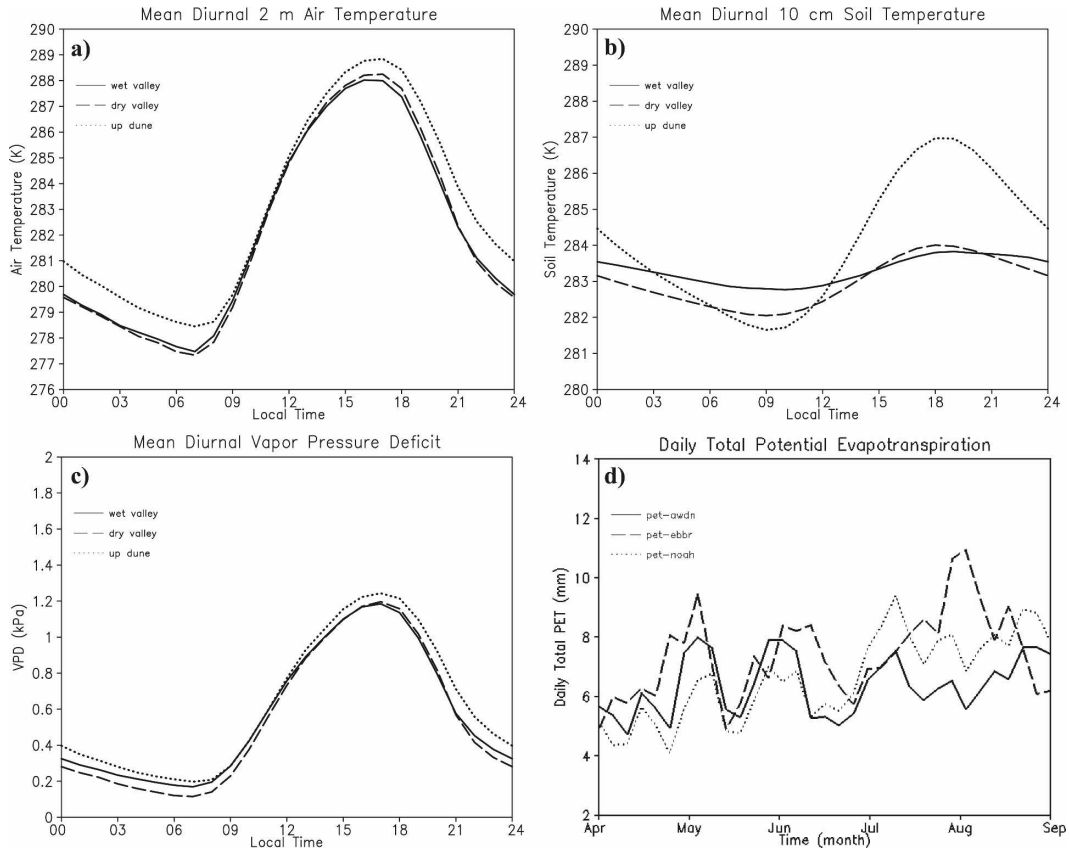 Mean Diurnal 2 m Air Temperature
a)
wet valley
dry valley
up dune
Air Temperature (K)
290
289
288
287
286
285
284
283
282
281
280
279
278
277
276
00 03 06 09 12 15 18 21 24
Local Time
Mean Diurnal 10 cm Soil Temperature
b)
wet valley
dry valley
up dune
Soil Temperature (K)
290
289
288
287
286
285
284
283
282
281
280
00 03 06 09 12 15 18 21 24
Local Time
Mean Diurnal Vapor Pressure Deficit
c)
wet valley
dry valley
up dune
VPD (kPa)
2
1.8
1.6
1.4
1.2
1
0.8
0.6
0.4
0.2
0
00 03 06 09 12 15 18 21 24
Local Time
Daily Total Potential Evapotranspiration
d)
pet-awdn
pet-ebbr
pet-noah
Daily Total PET (mm)
14
12
10
8
6
4
2
Apr May Jun Jul Aug Sep
Time (month)